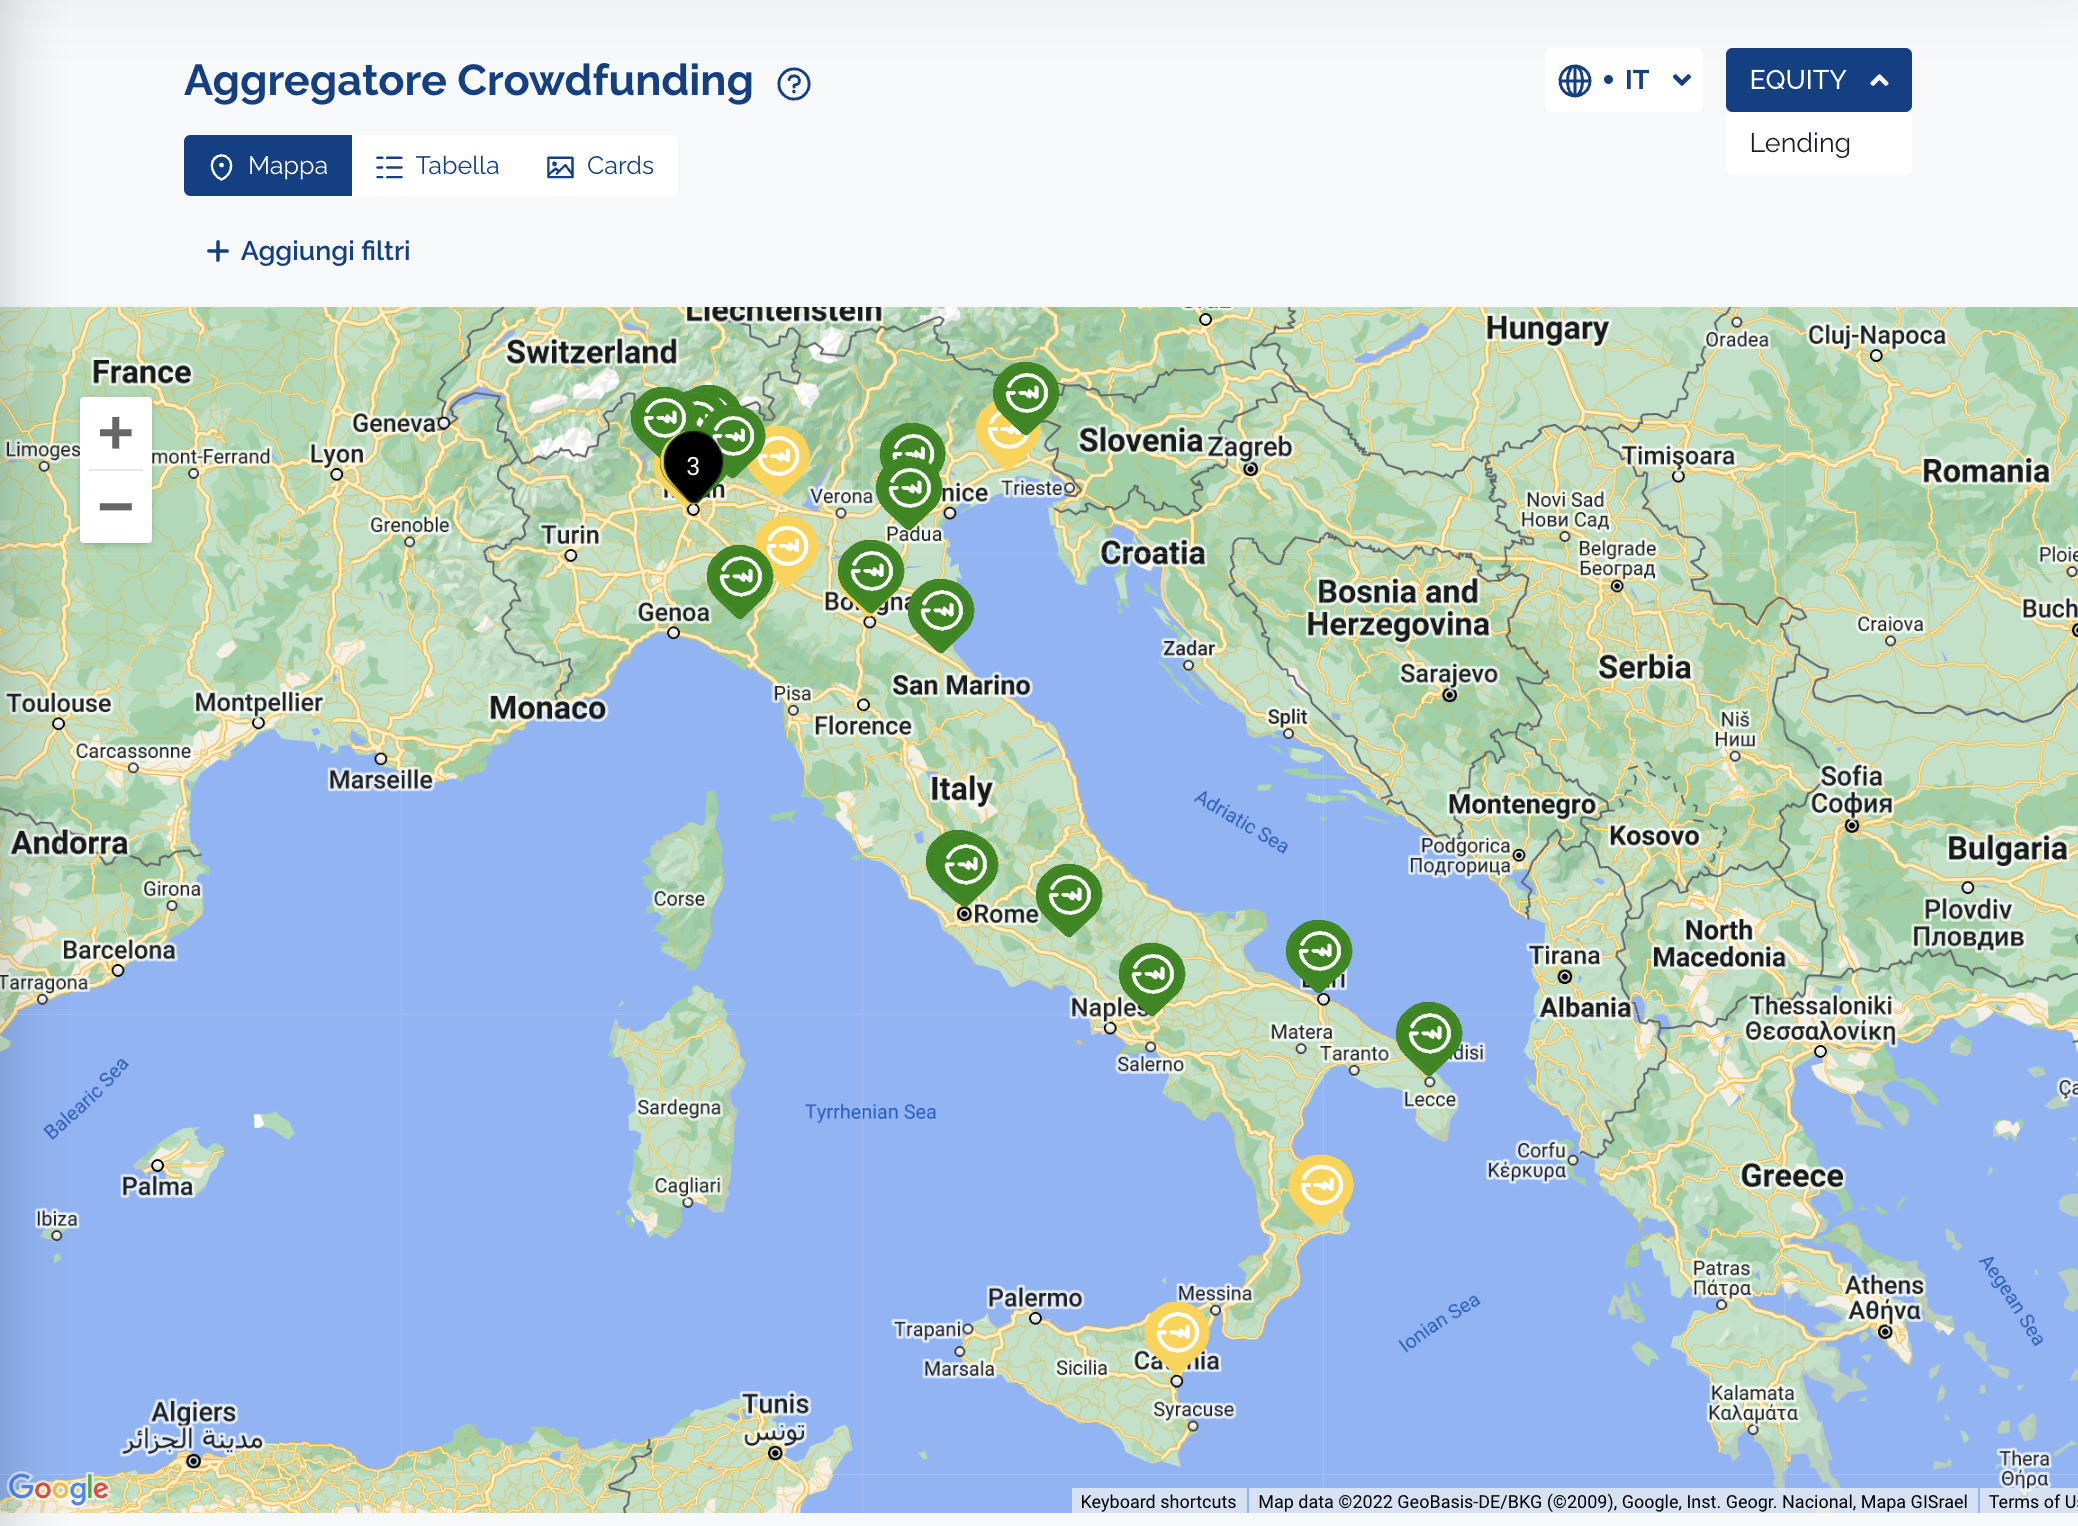 Aggregatore Crowdfunding
IT
EQUITY
Lending
Mappa
Tabella
Cards
+ Aggiungi filtri
Liechtenstein
Hungary
Oradea
Cluj-Napoca
Switzerland
France
Geneva
Slovenia
Zagreb
Limoges
mont-Ferrand
Lyon
Timișoara
Romania
3
Verona
nice
Trieste
Novi Sad
Нови Сад
Grenoble
Turin
Padua
Croatia
Belgrade
Београд
Ploie
Bosnia and
Herzegovina
Genoa
Buch
Craiova
Zadar
Serbia
Sarajevo
San Marino
Toulouse
Montpellier
Monaco
Pisa
Florence
Split
Niš
Ниш
Carcassonne
Marseille
Italy
Sofia
София
Adriatic Sea
Montenegro
Kosovo
Andorra
Podgorica
Подгорица
Bulgaria
Girona
Corse
Rome
Plovdiv
Пловдив
North
Macedonia
Barcelona
Tirana
Tarragona
Naples
Albania
Thessaloniki
Θεσσαλονίκη
Matera
Taranto
disi
Salerno
Balearic Sea
Sardegna
Tyrrhenian Sea
Lecce
Ça
Corfu
Κέρκυρα
Greece
Palma
Cagliari
Ibiza
Patras
Πάτρα
Athens
Αθήνα
Aegean Sea
Messina
Palermo
Ionian Sea
Trapani
Marsala
Sicilia
Ca nia
Syracuse
Kalamata
Καλαμάτα
Algiers
مدينة الجزائر
Tunis
تونس
Thera
Θήρα
Google
Keyboard shortcuts
Map data ©2022 GeoBasis-DE/BKG (©2009), Google, Inst. Geogr. Nacional, Mapa GISrael
Terms of U